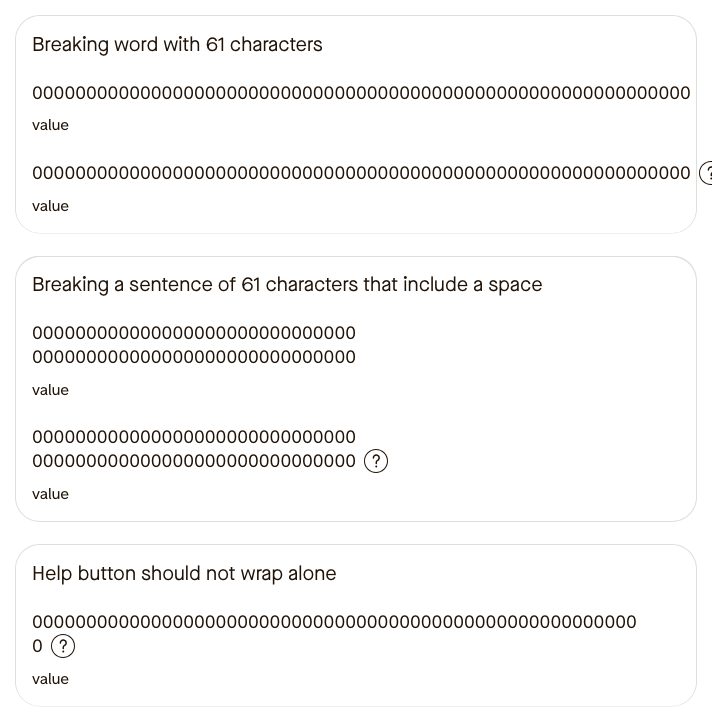 Breaking word with 61 characters
0000000000000000000000000000000000000000000000000000000000000
value
0000000000000000000000000000000000000000000000000000000000000 ?
value
Breaking a sentence of 61 characters that include a space
000000000000000000000000000000
000000000000000000000000000000
value
000000000000000000000000000000
000000000000000000000000000000 ?
value
Help button should not wrap alone
00000000000000000000000000000000000000000000000000000000
0 ?
value